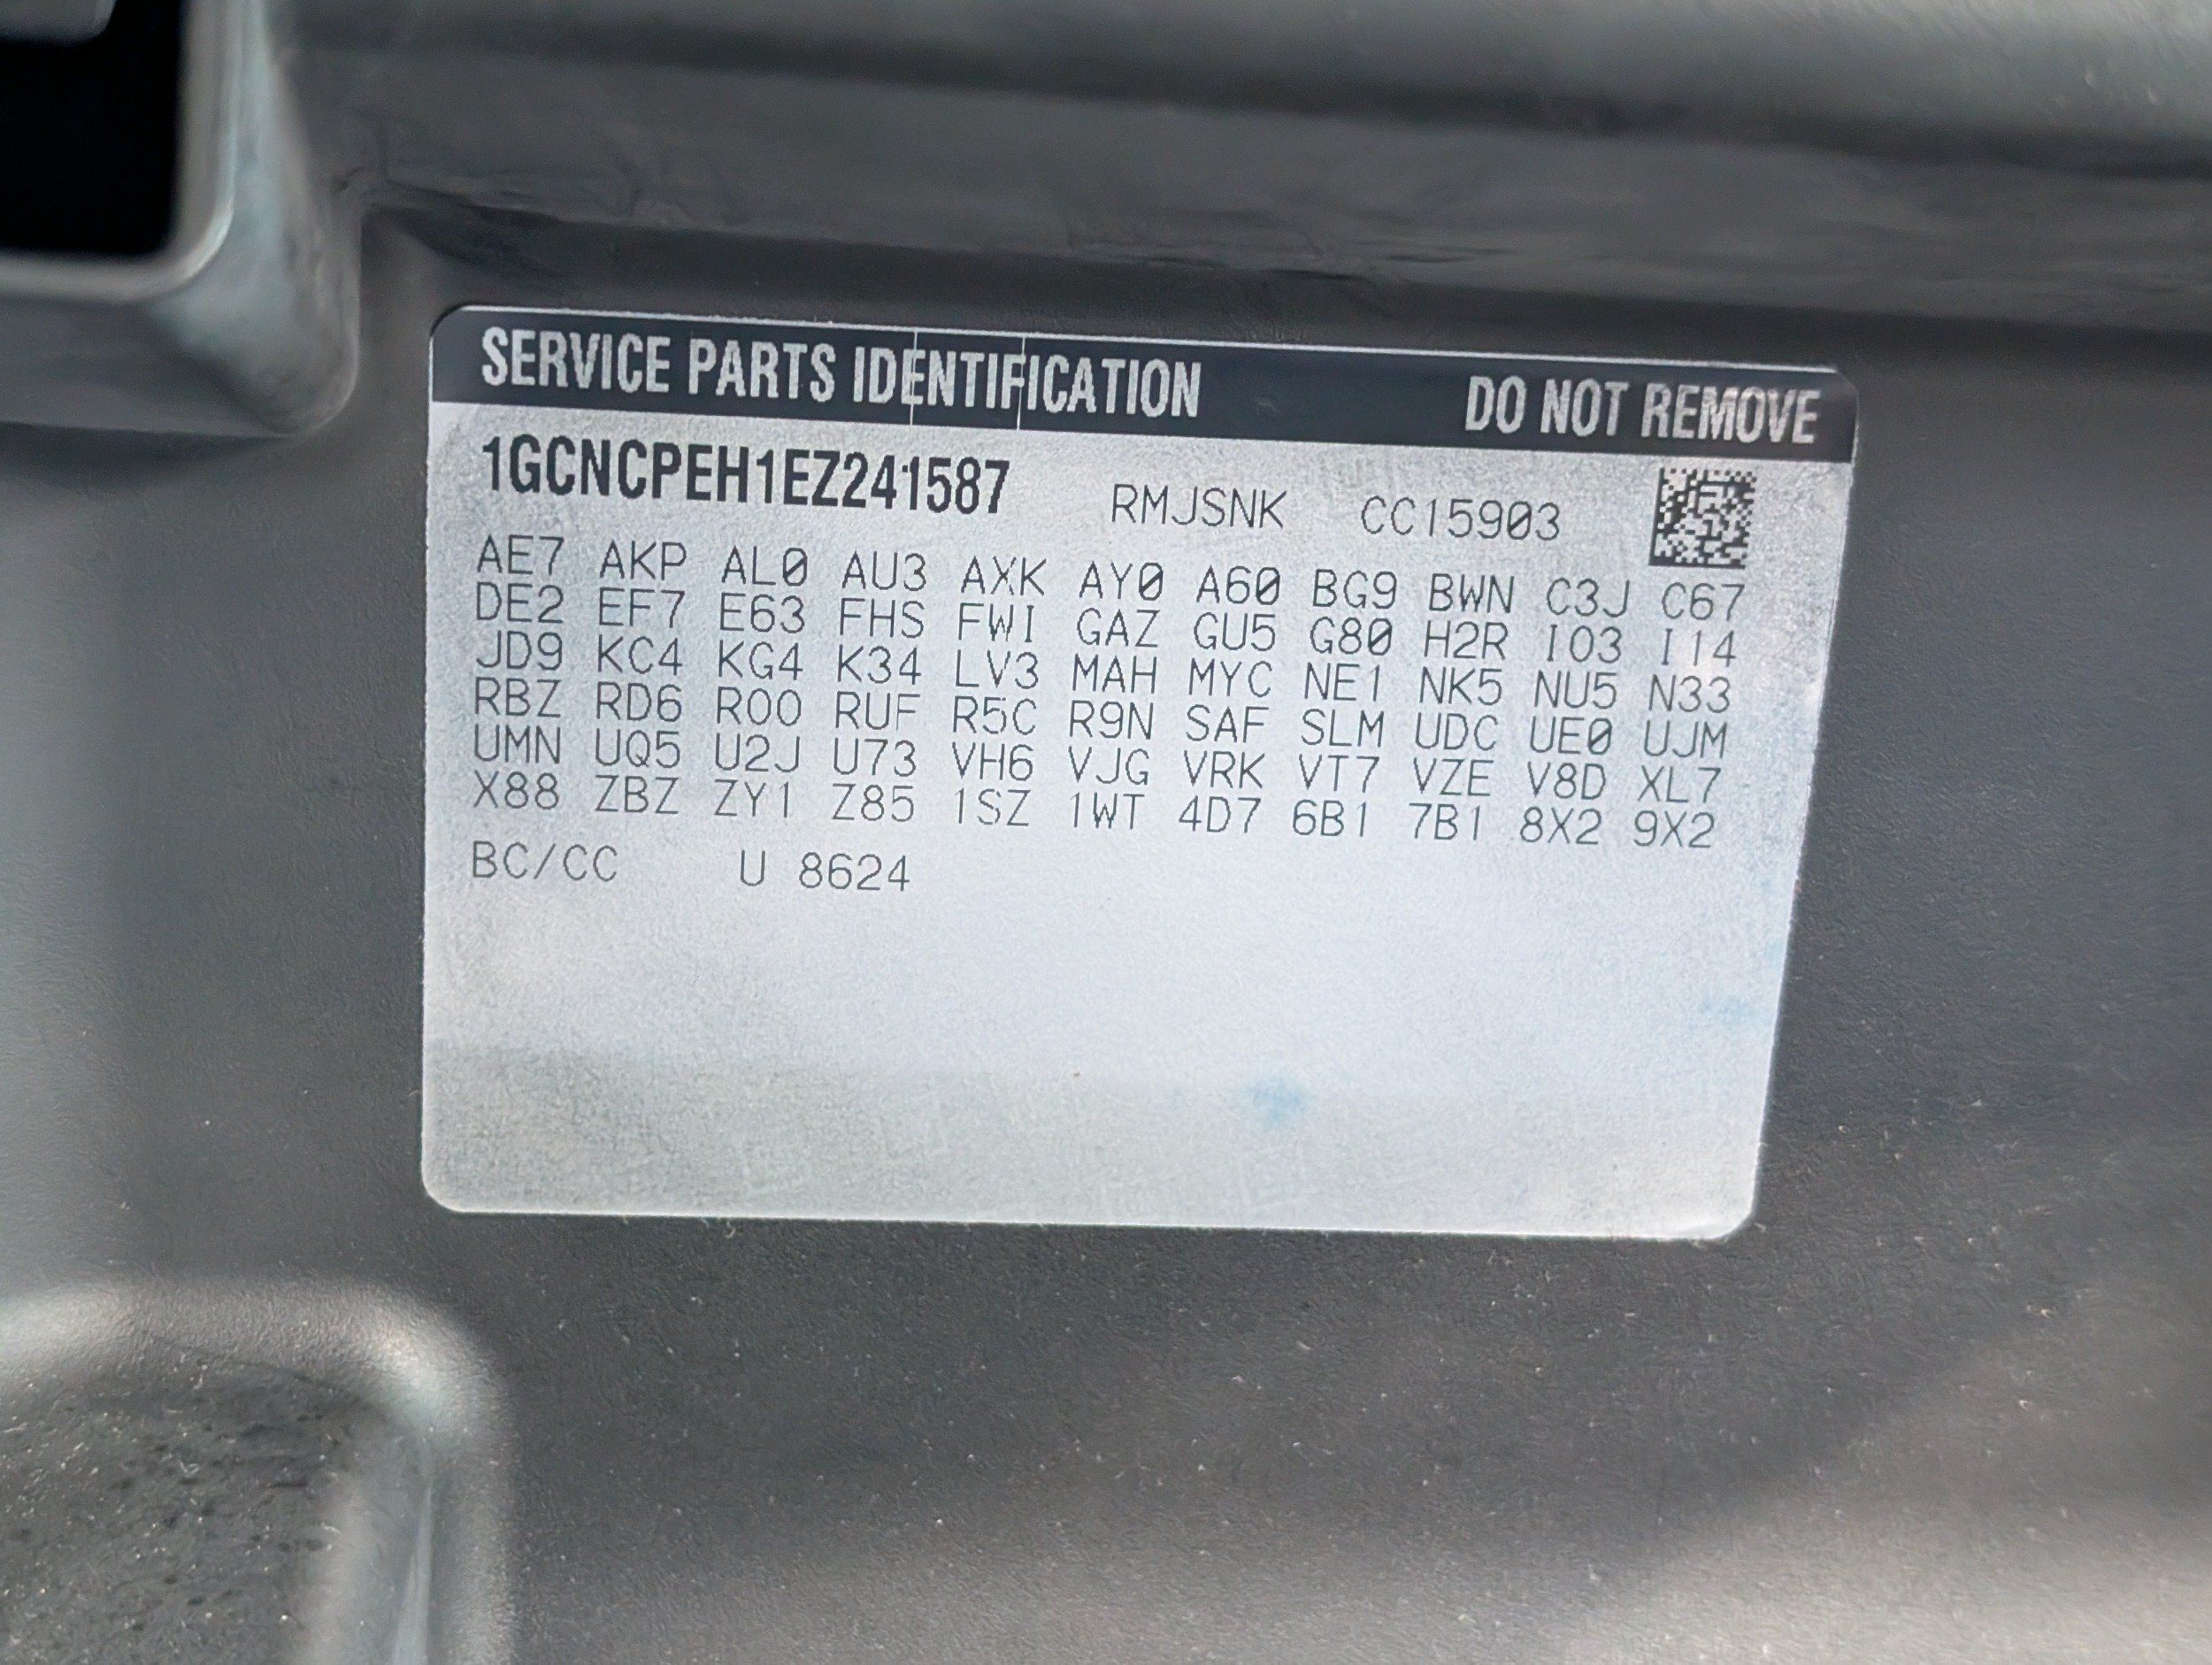 SERVICE PARTS IDENTIFICATION DO NOT REMOVE
1GCNCPEH1EZ241587 RMJSNK CC15903
AE7 AKP AL0 AU3 AXK AY0 A60 BG9 BWN C3J C67
DE2 EF7 E63 FHS FWI GAZ GU5 G80 H2R IO3 I14
JD9 KC4 KG4 K34 LV3 MAH MYC NE1 NK5 NU5 N33
RBZ RD6 ROO RUF R5C R9N SAF SLM UDC UE0 UJM
UMN UQ5 U2J U73 VH6 VJG VRK VT7 VZE V8D XL7
X88 ZBZ ZY1 Z85 1SZ 1WT 4D7 6B1 7B1 8X2 9X2
BC/CC U 8624